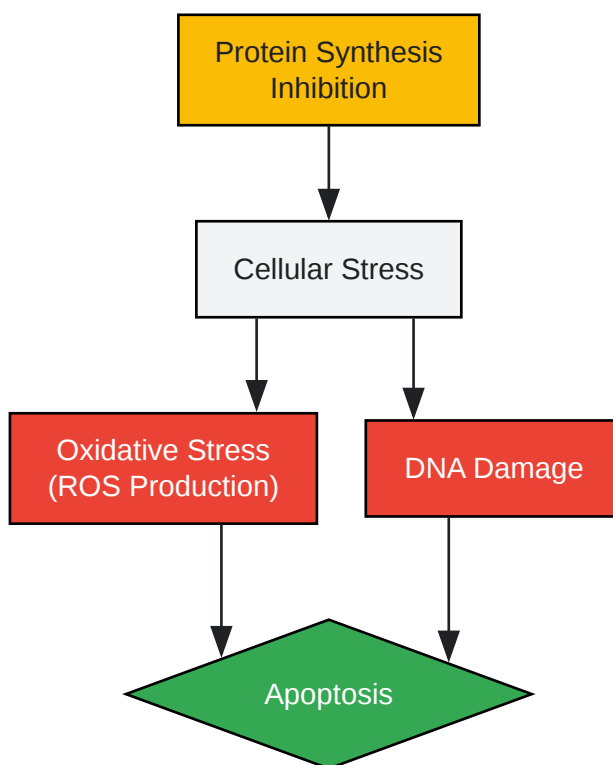 Protein Synthesis
Inhibition
Cellular Stress
Oxidative Stress
(ROS Production)
DNA Damage
Apoptosis